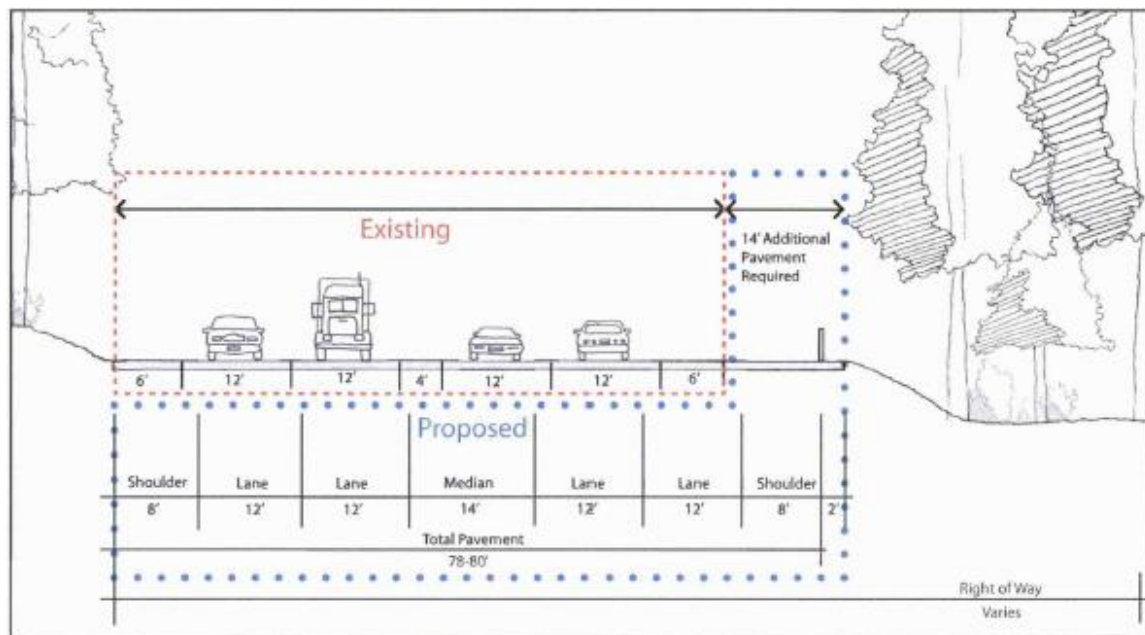 Existing
14' Additional
Pavement
Required
6' 12' 12' 4' 12' 12' 6'
Proposed
Shoulder Lane Lane Median Lane Lane Shoulder
8' 12' 12' 14' 12' 12' 8' 2'
Total Pavement
78-80'
Right of Way
Varies